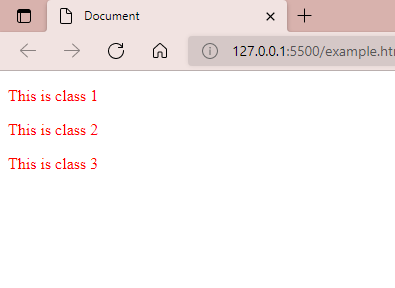 Document
127.0.0.1:5500/example.ht
This is class 1
This is class 2
This is class 3